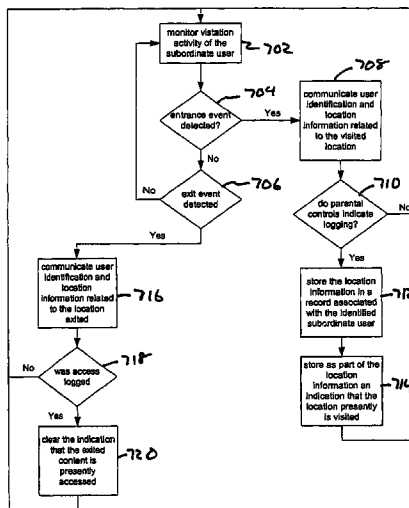 monitor vistation
activity of the
subordinate user
702
704
entrance event
detected?
Yes
No
706
exit event
detected
No
Yes
708
communicate user
identification and
location
information related
to the visited
location
710
do parental
controls indicate
logging?
No
Yes
store the location
information in a
record associated
with the identified
subordinate user
712
store as part of the
location
information an
indication that the
location presently
is visited
714
communicate user
identification and
location
information related
to the location
exited
716
718
was access
logged
No
Yes
clear the indication
that the exited
content is
presently
accessed
720